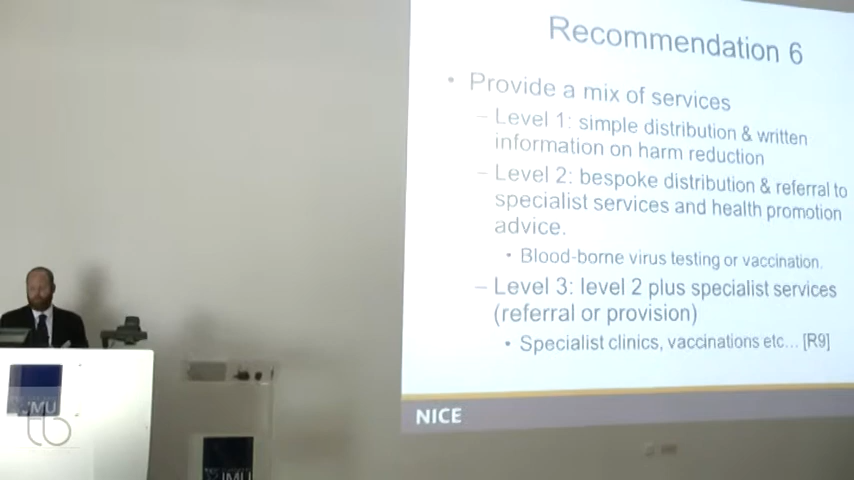 Recommendation 6
• Provide a mix of services
– Level 1: simple distribution & written
information on harm reduction
– Level 2: bespoke distribution & referral to
specialist services and health promotion
advice.
• Blood-borne virus testing or vaccination.
– Level 3: level 2 plus specialist services
(referral or provision)
• Specialist clinics, vaccinations etc... [R9]
NICE
JMU
JMU